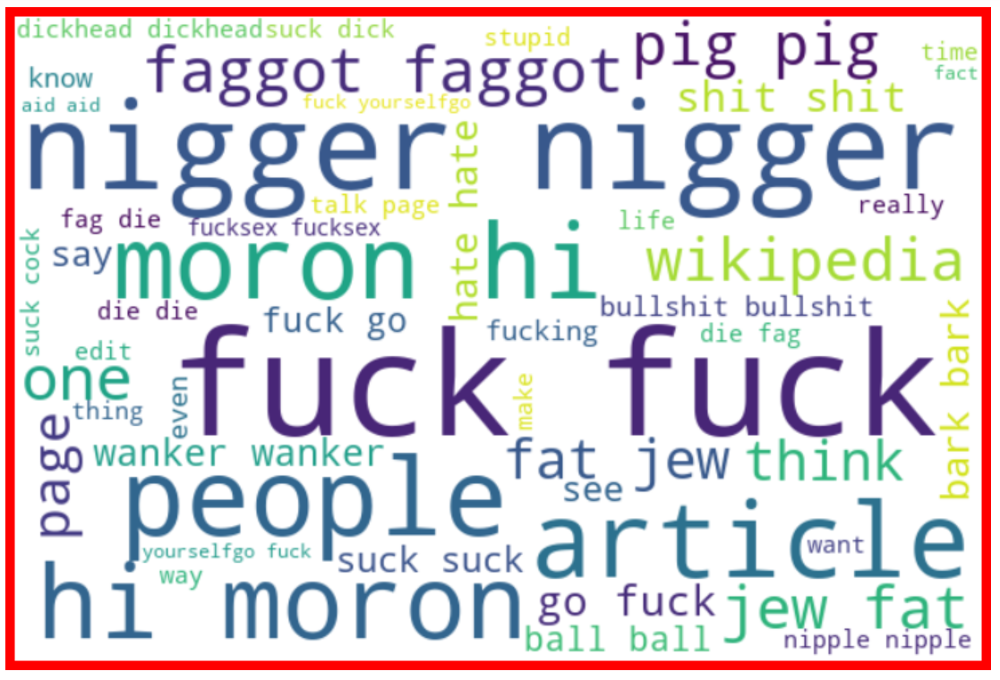 dickhead dickhead
suck dick
stupid
pig pig
time
know
faggot faggot
fact
aid aid
fuck yourselfgo
shit shit
nigger nigger
hate hate
talk page
really
fag die
fucksex fucksex
life
suck cock
say
moron
hi
wikipedia
die die
fuck go
bullshit bullshit
fucking
die fag
bark bark
edit
one
even
fuck fuck
make
thing
page
wanker wanker
fat jew
think
people
see
article
want
yourselfgo fuck
suck suck
way
hi moron
go fuck
jew fat
ball ball
nipple nipple